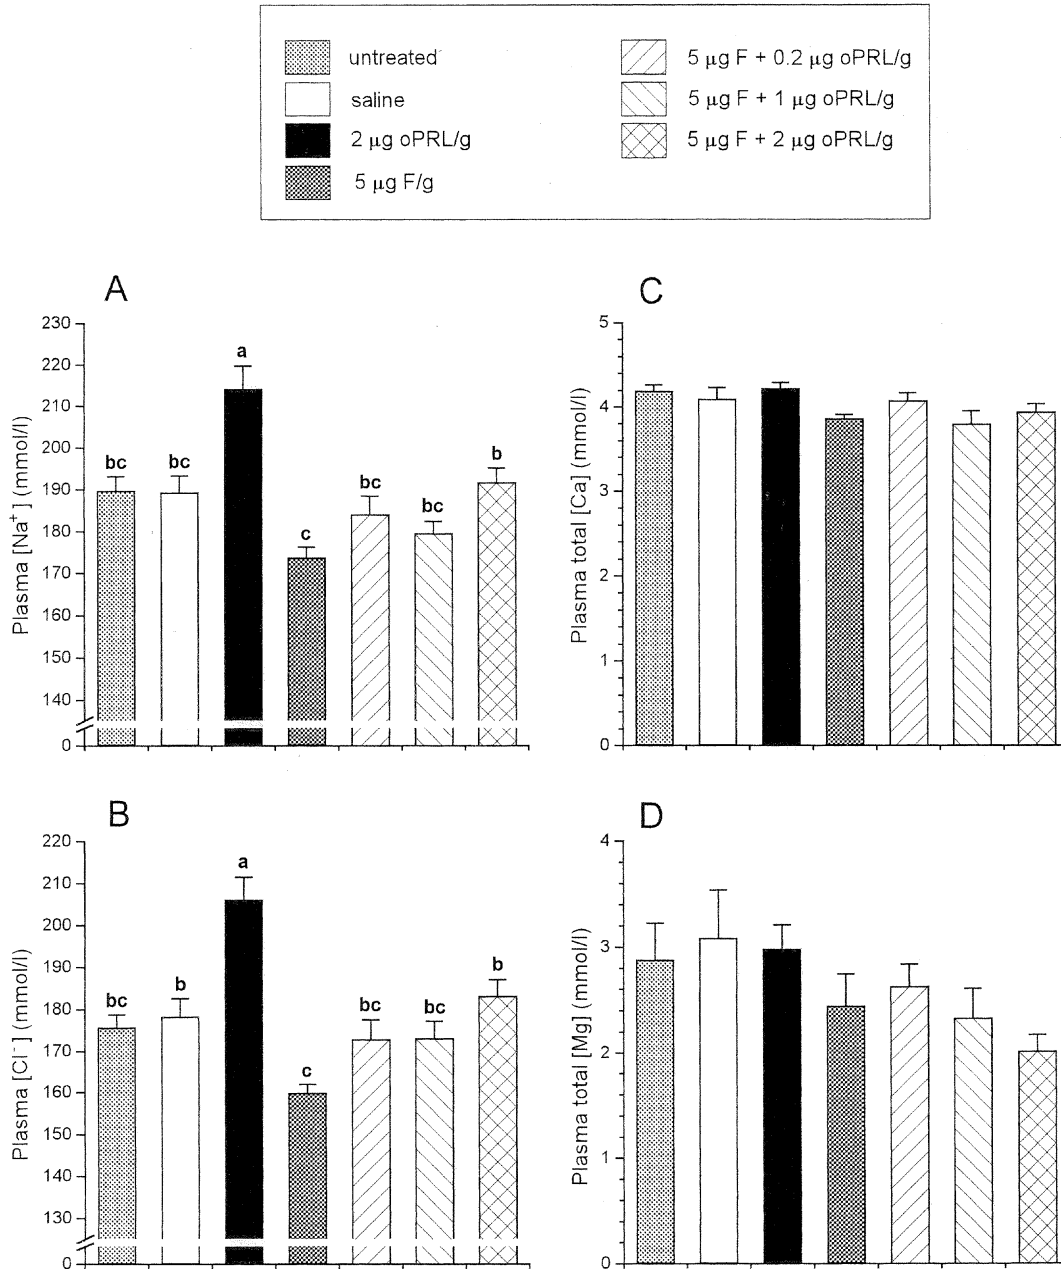 untreated
saline
2 µg oPRL/g
5 µg F/g
5 µg F + 0.2 µg oPRL/g
5 µg F + 1 µg oPRL/g
5 µg F + 2 µg oPRL/g
A
Plasma [Na⁺] (mmol/l)
230
220
210
200
190
180
170
160
150
140
0
bc
bc
a
c
bc
bc
b
C
Plasma total [Ca] (mmol/l)
5
4
3
2
1
0
B
Plasma [Cl⁻] (mmol/l)
220
210
200
190
180
170
160
150
140
130
0
bc
b
a
c
bc
bc
b
D
Plasma total [Mg] (mmol/l)
4
3
2
1
0